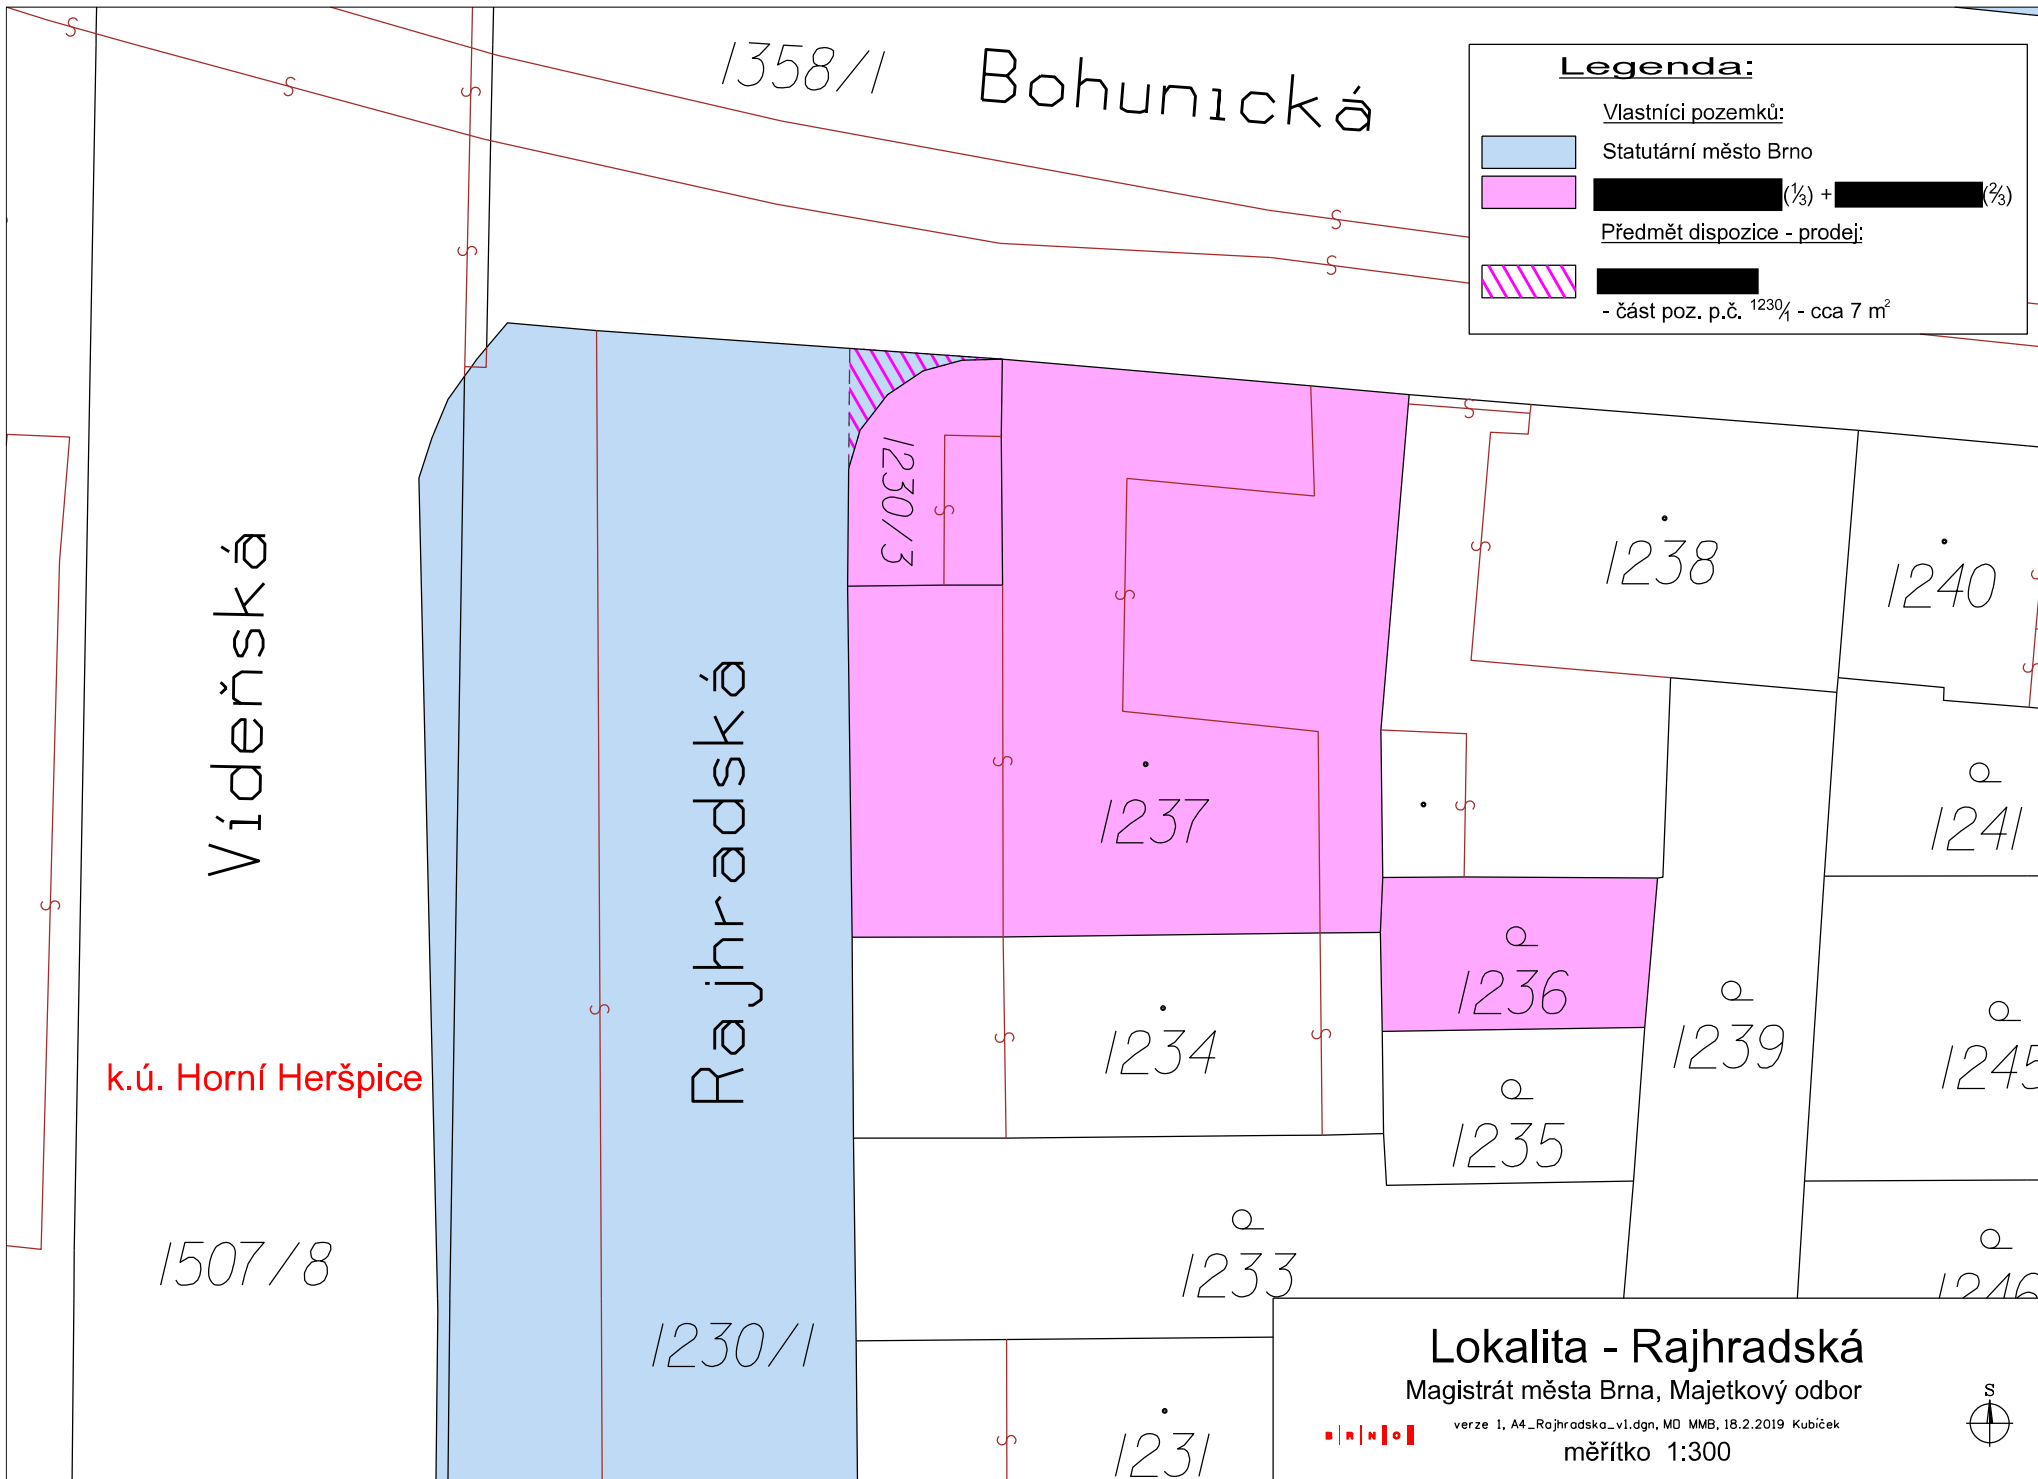 1358/1
Bohunická
Legenda:
Vlastníci pozemků:
Statutární město Brno
(1/3) + (2/3)
Předmět dispozice - prodej:
- část poz. p.č. 1230/1 - cca 7 m²
1230/3
1238
1240
Vídeňská
Rajhradská
1237
1241
1236
1234
1239
1245
k.ú. Horní Heršpice
1235
1507/8
1233
1246
1230/1
1231
Lokalita - Rajhradská
Magistrát města Brna, Majetkový odbor
verze 1, A4_Rajhradska_v1.dgn, MO MMB, 18.2.2019 Kubíček
B R N O
měřítko 1:300
S